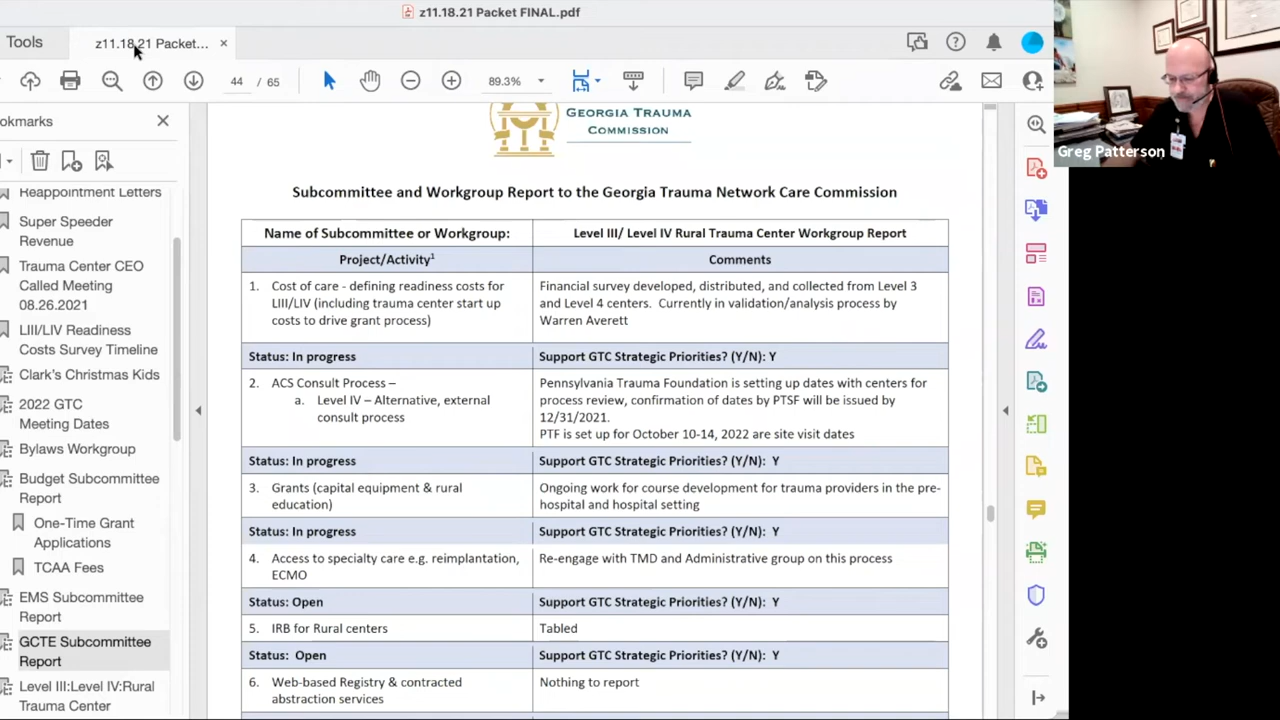 z11.18.21 Packet FINAL.pdf
Tools
z11.18.21 Packet... ×
44 / 65
89.3%
okmarks
Reappointment Letters
Super Speeder
Revenue
Trauma Center CEO
Called Meeting
08.26.2021
LIII/LIV Readiness
Costs Survey Timeline
Clark's Christmas Kids
2022 GTC
Meeting Dates
Bylaws Workgroup
Budget Subcommittee
Report
One-Time Grant
Applications
TCAA Fees
EMS Subcommittee
Report
GCTE Subcommittee
Report
Level III:Level IV:Rural
Trauma Center
GEORGIA TRAUMA
COMMISSION
Subcommittee and Workgroup Report to the Georgia Trauma Network Care Commission
Name of Subcommittee or Workgroup:
Level III/ Level IV Rural Trauma Center Workgroup Report
Project/Activity¹
Comments
1. Cost of care - defining readiness costs for
LIII/LIV (including trauma center start up
costs to drive grant process)
Financial survey developed, distributed, and collected from Level 3
and Level 4 centers. Currently in validation/analysis process by
Warren Averett
Status: In progress
Support GTC Strategic Priorities? (Y/N): Y
2. ACS Consult Process –
a. Level IV – Alternative, external
consult process
Pennsylvania Trauma Foundation is setting up dates with centers for
process review, confirmation of dates by PTSF will be issued by
12/31/2021.
PTF is set up for October 10-14, 2022 are site visit dates
Status: In progress
Support GTC Strategic Priorities? (Y/N): Y
3. Grants (capital equipment & rural
education)
Ongoing work for course development for trauma providers in the pre-
hospital and hospital setting
Status: In progress
Support GTC Strategic Priorities? (Y/N): Y
4. Access to specialty care e.g. reimplantation,
ECMO
Re-engage with TMD and Administrative group on this process
Status: Open
Support GTC Strategic Priorities? (Y/N): Y
5. IRB for Rural centers
Tabled
Status: Open
Support GTC Strategic Priorities? (Y/N): Y
6. Web-based Registry & contracted
abstraction services
Nothing to report
Greg Patterson